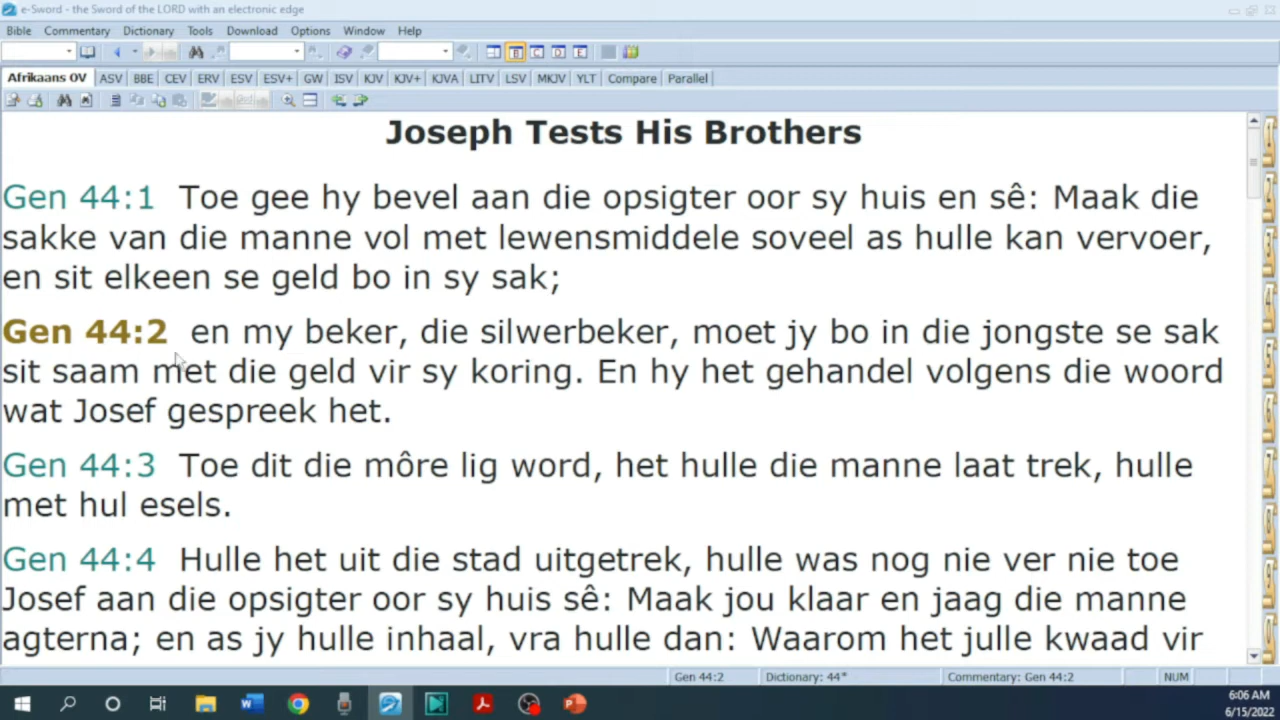 e-Sword - the Sword of the LORD with an electronic edge
Bible Commentary Dictionary Tools Download Options Window Help
Afrikaans OV ASV BBE CEV ERV ESV ESV+ GW ISV KJV KJV+ KJVA LITV LSV MKJV YLT Compare Parallel
Joseph Tests His Brothers
Gen 44:1 Toe gee hy bevel aan die opsigter oor sy huis en sê: Maak die
sakke van die manne vol met lewensmiddele soveel as hulle kan vervoer,
en sit elkeen se geld bo in sy sak;
Gen 44:2 en my beker, die silwerbeker, moet jy bo in die jongste se sak
sit saam met die geld vir sy koring. En hy het gehandel volgens die woord
wat Josef gespreek het.
Gen 44:3 Toe dit die môre lig word, het hulle die manne laat trek, hulle
met hul esels.
Gen 44:4 Hulle het uit die stad uitgetrek, hulle was nog nie ver nie toe
Josef aan die opsigter oor sy huis sê: Maak jou klaar en jaag die manne
agterna; en as jy hulle inhaal, vra hulle dan: Waarom het julle kwaad vir
Gen 44:2 Dictionary: 44* Commentary: Gen 44:2 NUM
6:06 AM
6/15/2022